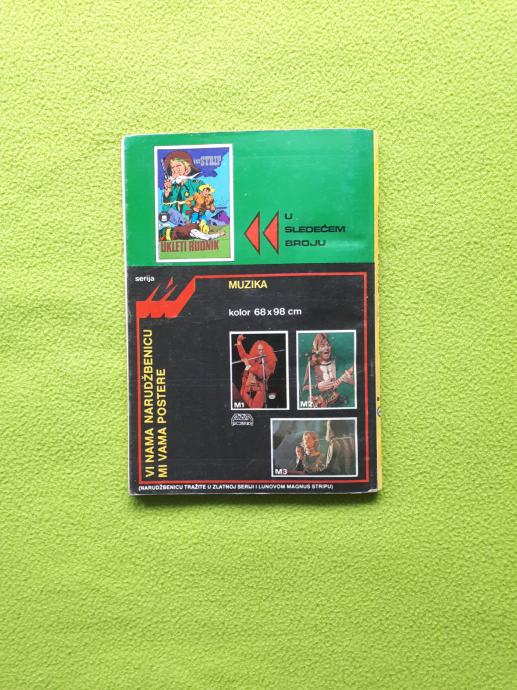 STRIP
UKLETI RUDNIK
U
SLEDEĆEM
BROJU
serija
MUZIKA
kolor 68 x 98 cm
VI NAMA NARUDŽBENICU
MI VAMA POSTERE
M1
M2
M3
(NARUDŽBENICU TRAŽITE U ZLATNOJ SERIJI I LUNOVOM MAGNUS STRIPU)